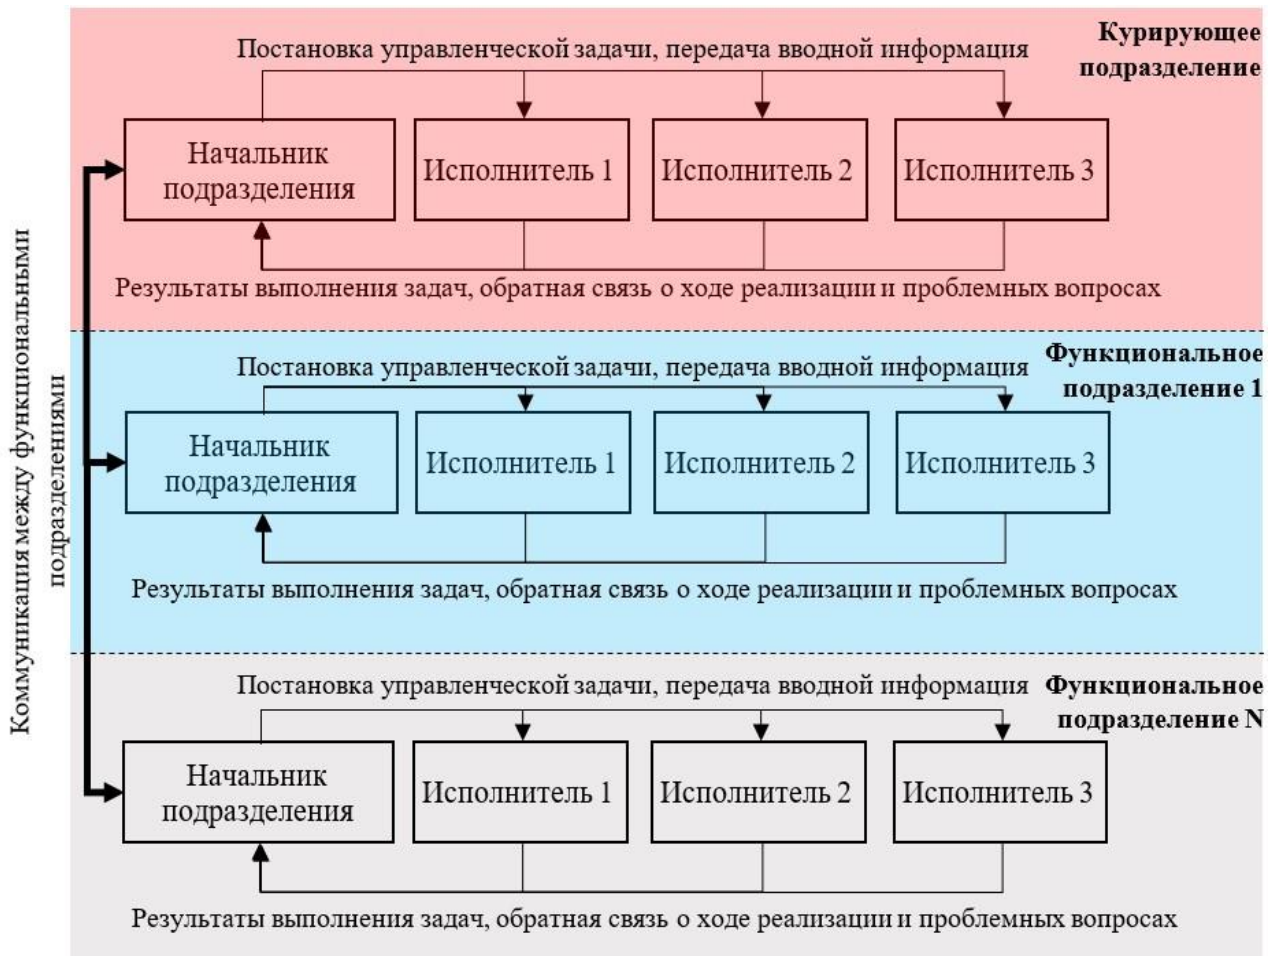 Курирующее
подразделение
Постановка управленческой задачи, передача вводной информация
Начальник
подразделения
Исполнитель 1
Исполнитель 2
Исполнитель 3
Результаты выполнения задач, обратная связь о ходе реализации и проблемных вопросах
Коммуникация между функциональными
подразделениями
Функциональное
подразделение 1
Постановка управленческой задачи, передача вводной информация
Начальник
подразделения
Исполнитель 1
Исполнитель 2
Исполнитель 3
Результаты выполнения задач, обратная связь о ходе реализации и проблемных вопросах
Функциональное
подразделение N
Постановка управленческой задачи, передача вводной информация
Начальник
подразделения
Исполнитель 1
Исполнитель 2
Исполнитель 3
Результаты выполнения задач, обратная связь о ходе реализации и проблемных вопросах